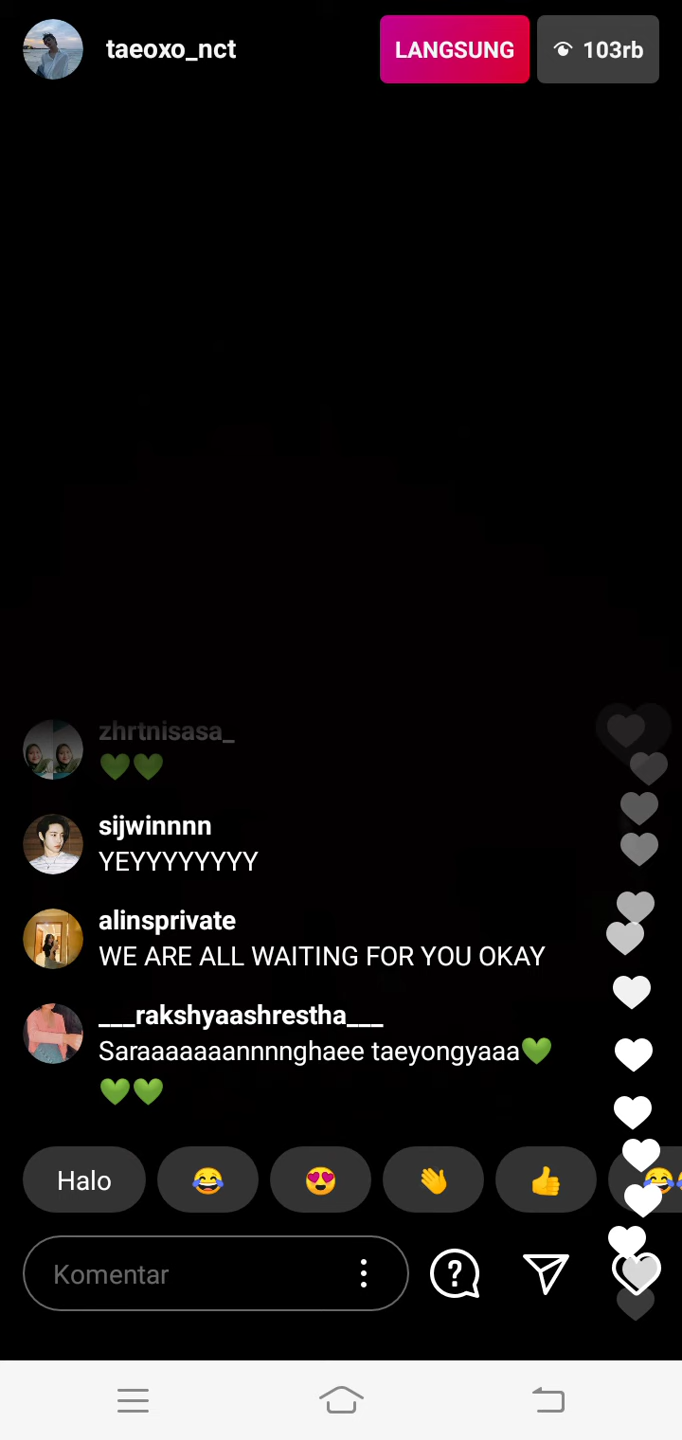 taeoxo_nct
LANGSUNG
103rb
zhrtnisasa_
💚💚
sijwinnnn
YEYYYYYYYY
alinsprivate
WE ARE ALL WAITING FOR YOU OKAY
___rakshyaashrestha___
Saraaaaaaannnnghaee taeyongyaaa💚
💚💚
Halo
Komentar